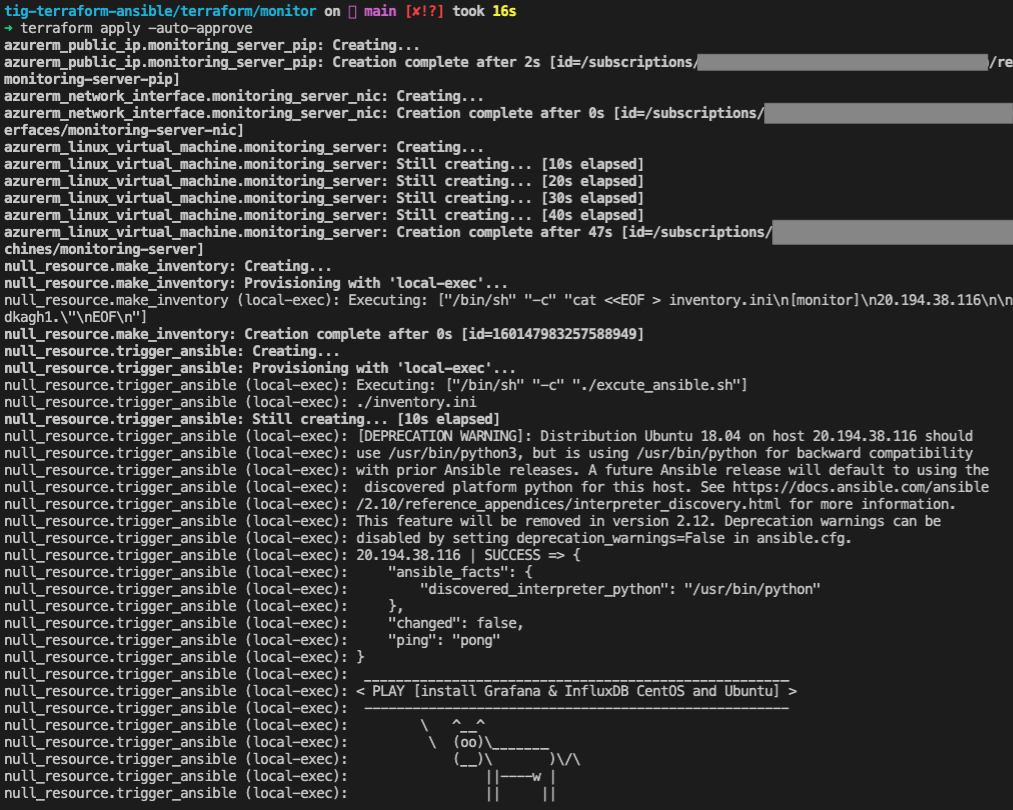 tig-terraform-ansible/terraform/monitor on  main [✘!?] took 16s
➜ terraform apply -auto-approve
azurerm_public_ip.monitoring_server_pip: Creating...
azurerm_public_ip.monitoring_server_pip: Creation complete after 2s [id=/subscriptions/ /re
monitoring-server-pip]
azurerm_network_interface.monitoring_server_nic: Creating...
azurerm_network_interface.monitoring_server_nic: Creation complete after 0s [id=/subscriptions/
erfaces/monitoring-server-nic]
azurerm_linux_virtual_machine.monitoring_server: Creating...
azurerm_linux_virtual_machine.monitoring_server: Still creating... [10s elapsed]
azurerm_linux_virtual_machine.monitoring_server: Still creating... [20s elapsed]
azurerm_linux_virtual_machine.monitoring_server: Still creating... [30s elapsed]
azurerm_linux_virtual_machine.monitoring_server: Still creating... [40s elapsed]
azurerm_linux_virtual_machine.monitoring_server: Creation complete after 47s [id=/subscriptions/
chines/monitoring-server]
null_resource.make_inventory: Creating...
null_resource.make_inventory: Provisioning with 'local-exec'...
null_resource.make_inventory (local-exec): Executing: ["/bin/sh" "-c" "cat <<EOF > inventory.ini\n[monitor]\n20.194.38.116\n\n
dkagh1.\"\nEOF\n"]
null_resource.make_inventory: Creation complete after 0s [id=160147983257588949]
null_resource.trigger_ansible: Creating...
null_resource.trigger_ansible: Provisioning with 'local-exec'...
null_resource.trigger_ansible (local-exec): Executing: ["/bin/sh" "-c" "./excute_ansible.sh"]
null_resource.trigger_ansible (local-exec): ./inventory.ini
null_resource.trigger_ansible: Still creating... [10s elapsed]
null_resource.trigger_ansible (local-exec): [DEPRECATION WARNING]: Distribution Ubuntu 18.04 on host 20.194.38.116 should
null_resource.trigger_ansible (local-exec): use /usr/bin/python3, but is using /usr/bin/python for backward compatibility
null_resource.trigger_ansible (local-exec): with prior Ansible releases. A future Ansible release will default to using the
null_resource.trigger_ansible (local-exec):  discovered platform python for this host. See https://docs.ansible.com/ansible
null_resource.trigger_ansible (local-exec): /2.10/reference_appendices/interpreter_discovery.html for more information.
null_resource.trigger_ansible (local-exec): This feature will be removed in version 2.12. Deprecation warnings can be
null_resource.trigger_ansible (local-exec): disabled by setting deprecation_warnings=False in ansible.cfg.
null_resource.trigger_ansible (local-exec): 20.194.38.116 | SUCCESS => {
null_resource.trigger_ansible (local-exec):     "ansible_facts": {
null_resource.trigger_ansible (local-exec):         "discovered_interpreter_python": "/usr/bin/python"
null_resource.trigger_ansible (local-exec):     },
null_resource.trigger_ansible (local-exec):     "changed": false,
null_resource.trigger_ansible (local-exec):     "ping": "pong"
null_resource.trigger_ansible (local-exec): }
null_resource.trigger_ansible (local-exec):  _____________________________________________________
null_resource.trigger_ansible (local-exec): < PLAY [install Grafana & InfluxDB CentOS and Ubuntu] >
null_resource.trigger_ansible (local-exec):  -----------------------------------------------------
null_resource.trigger_ansible (local-exec):         \   ^__^
null_resource.trigger_ansible (local-exec):          \  (oo)\_______
null_resource.trigger_ansible (local-exec):             (__)\       )\/\
null_resource.trigger_ansible (local-exec):                 ||----w |
null_resource.trigger_ansible (local-exec):                 ||     ||